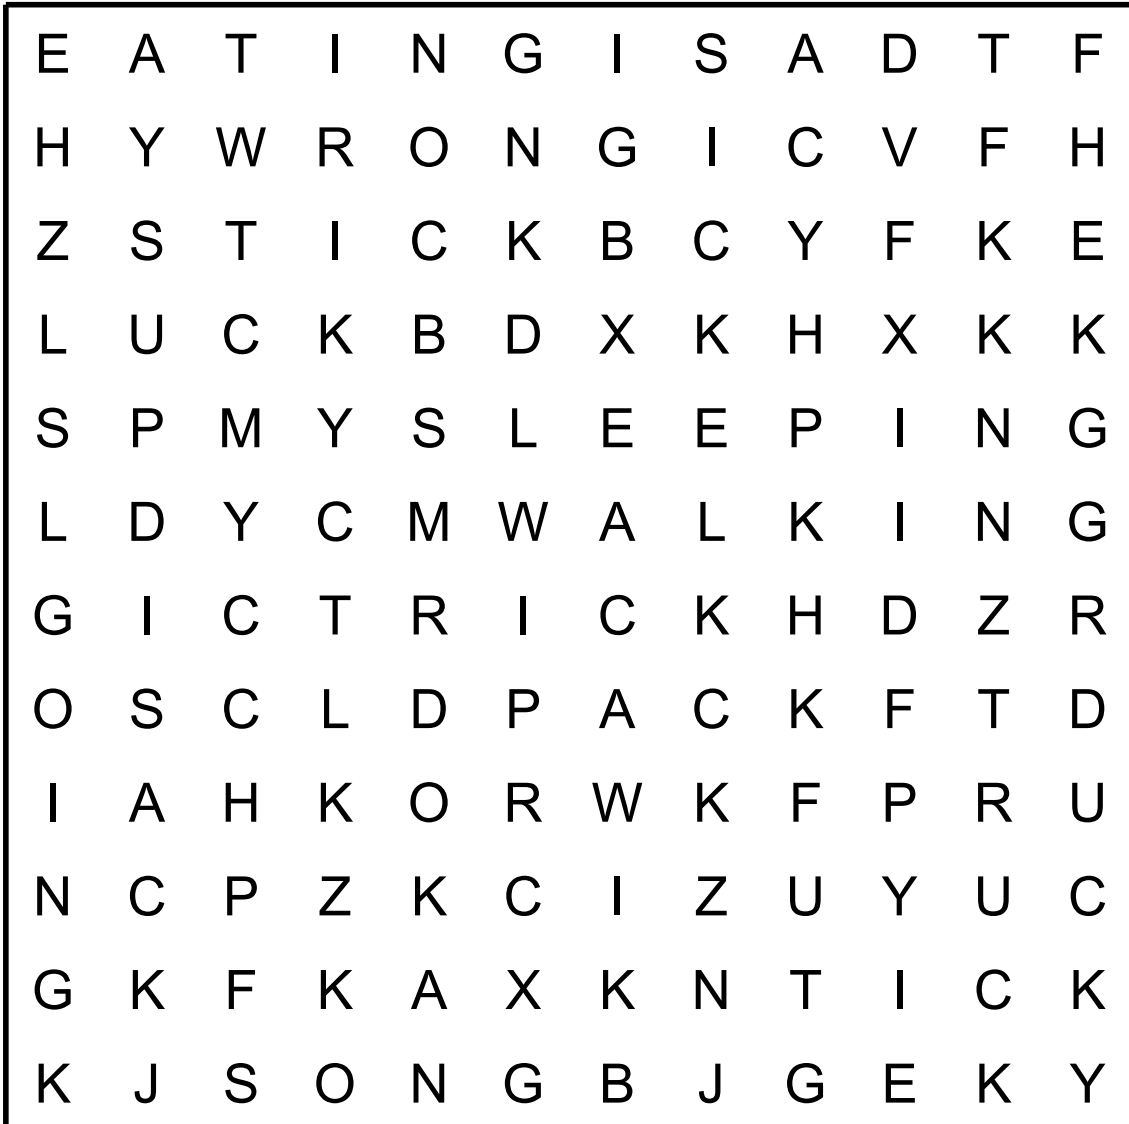 E A T I N G I S A D T F
H Y W R O N G I C V F H
Z S T I C K B C Y F K E
L U C K B D X K H X K K
S P M Y S L E E P I N G
L D Y C M W A L K I N G
G I C T R I C K H D Z R
O S C L D P A C K F T D
I A H K O R W K F P R U
N C P Z K C I Z U Y U C
G K F K A X K N T I C K
K J S O N G B J G E K Y